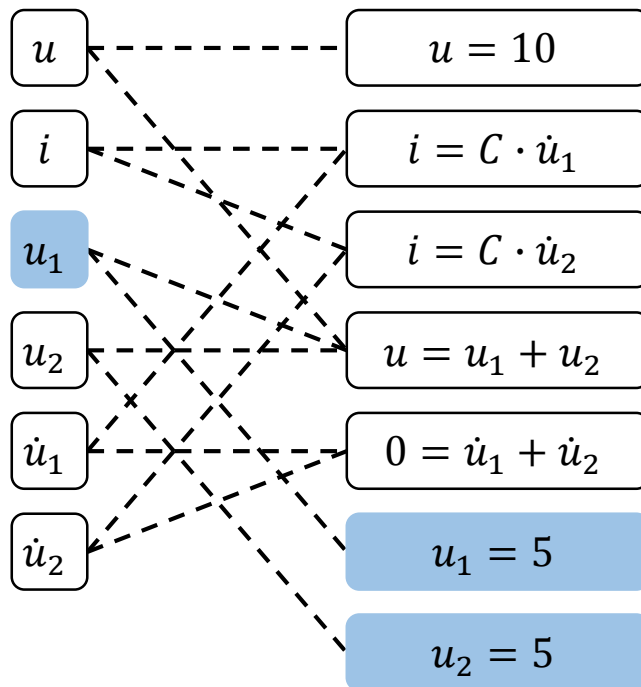 u u = 10
i i = C · u̇₁
u₁ i = C · u̇₂
u₂ u = u₁ + u₂
u̇₁ 0 = u̇₁ + u̇₂
u̇₂ u₁ = 5
u₂ = 5